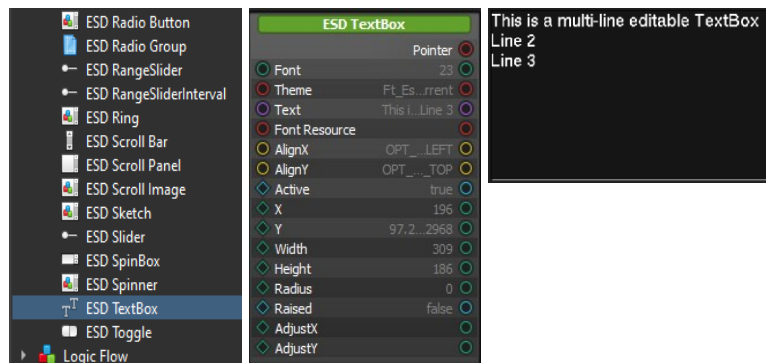 ESD Radio Button
ESD Radio Group
ESD RangeSlider
ESD RangeSliderInterval
ESD Ring
ESD Scroll Bar
ESD Scroll Panel
ESD Scroll Image
ESD Sketch
ESD Slider
ESD SpinBox
ESD Spinner
ESD TextBox
ESD Toggle
Logic Flow
ESD TextBox
Pointer
Font 23
Theme Ft_Es...rrent
Text This i...Line 3
Font Resource
AlignX OPT_...LEFT
AlignY OPT_..._TOP
Active true
X 196
Y 97.2...2968
Width 309
Height 186
Radius 0
Raised false
AdjustX
AdjustY
This is a multi-line editable TextBox
Line 2
Line 3